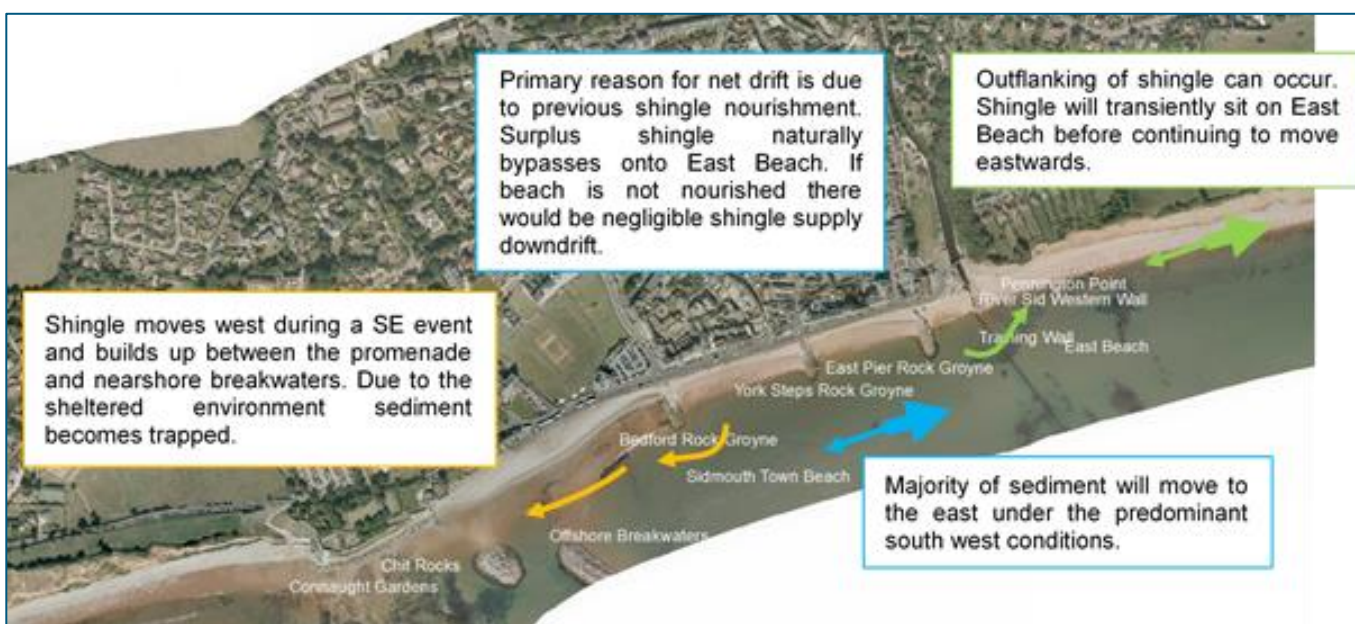 Primary reason for net drift is due
to previous shingle nourishment.
Surplus shingle naturally
bypasses onto East Beach. If
beach is not nourished there
would be negligible shingle supply
downdrift.
Outflanking of shingle can occur.
Shingle will transiently sit on East
Beach before continuing to move
eastwards.
Shingle moves west during a SE event
and builds up between the promenade
and nearshore breakwaters. Due to the
sheltered environment sediment
becomes trapped.
Pennington Point
River Sid Western Wall
Training Wall
East Beach
East Pier Rock Groyne
York Steps Rock Groyne
Bedford Rock Groyne
Sidmouth Town Beach
Majority of sediment will move to
the east under the predominant
south west conditions.
Offshore Breakwaters
Chit Rocks
Connaught Gardens